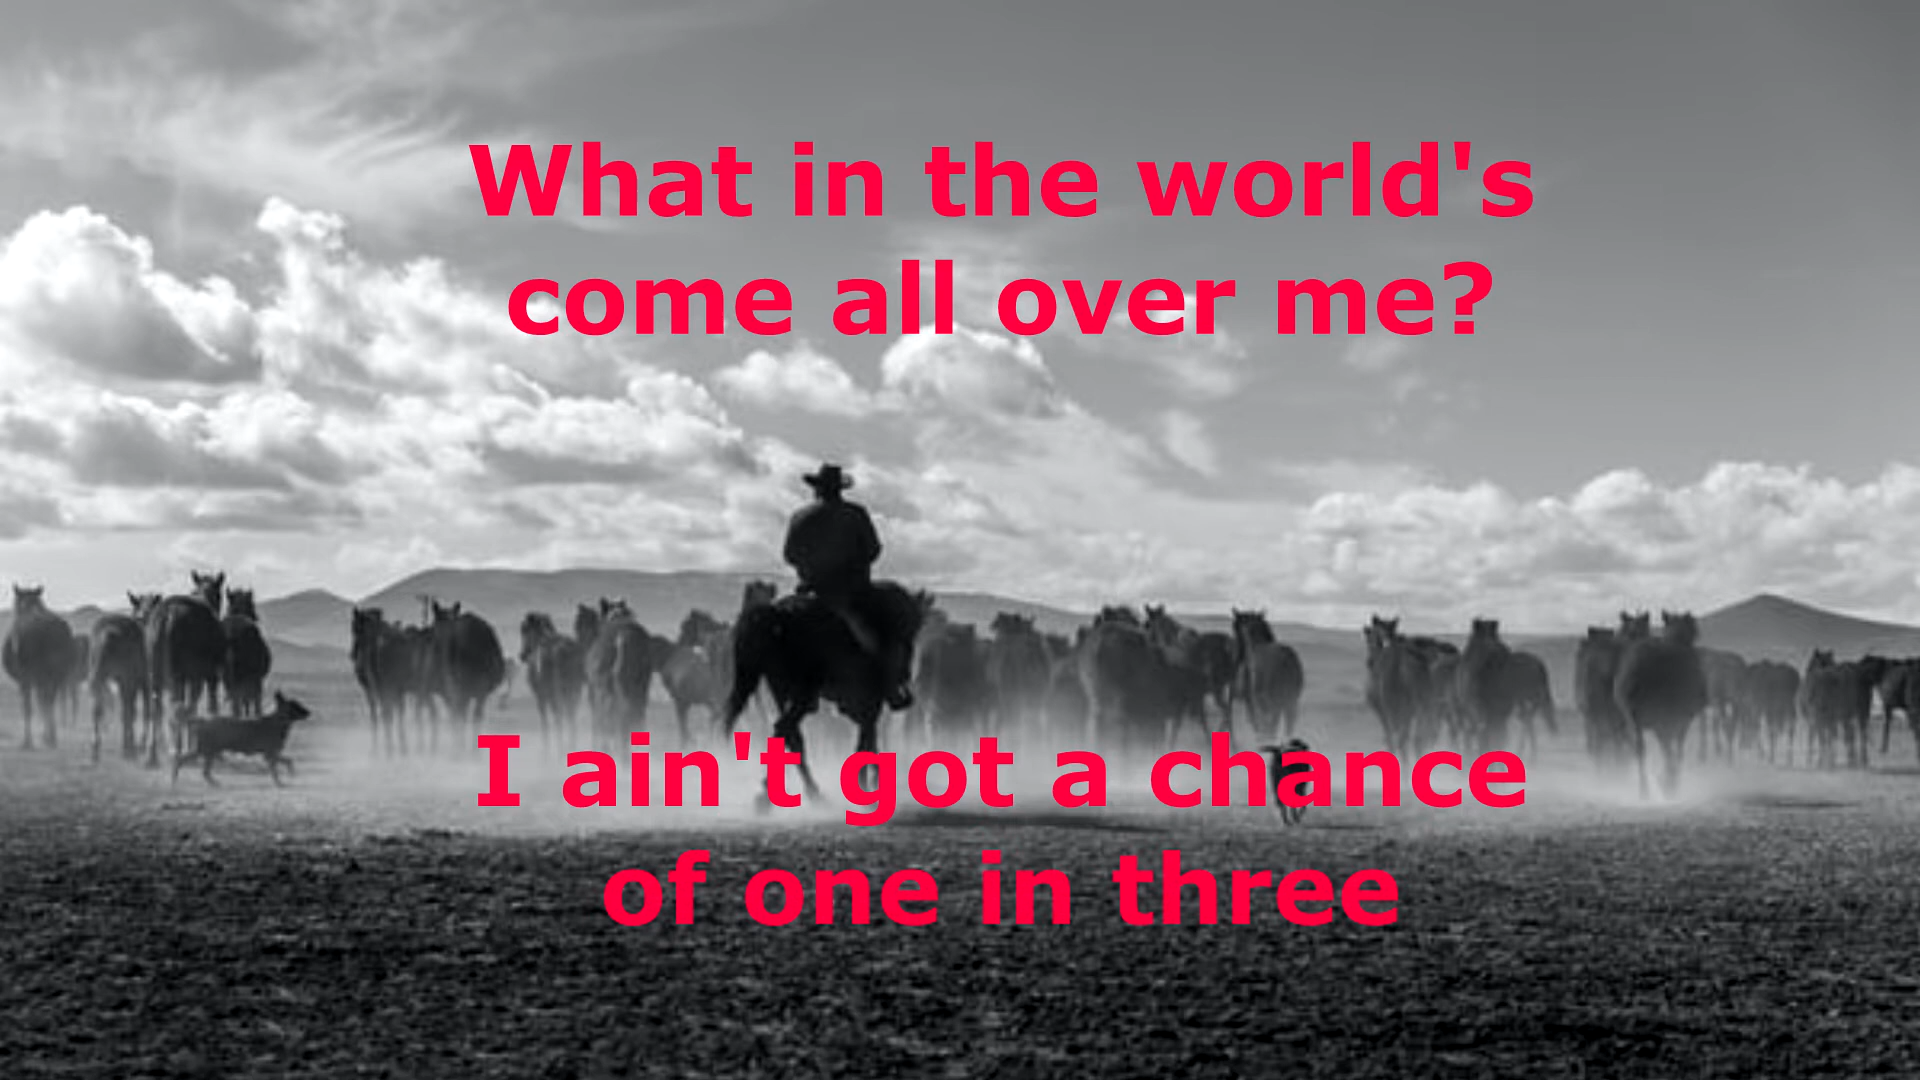 What in the world's
come all over me?
I ain't got a chance
of one in three